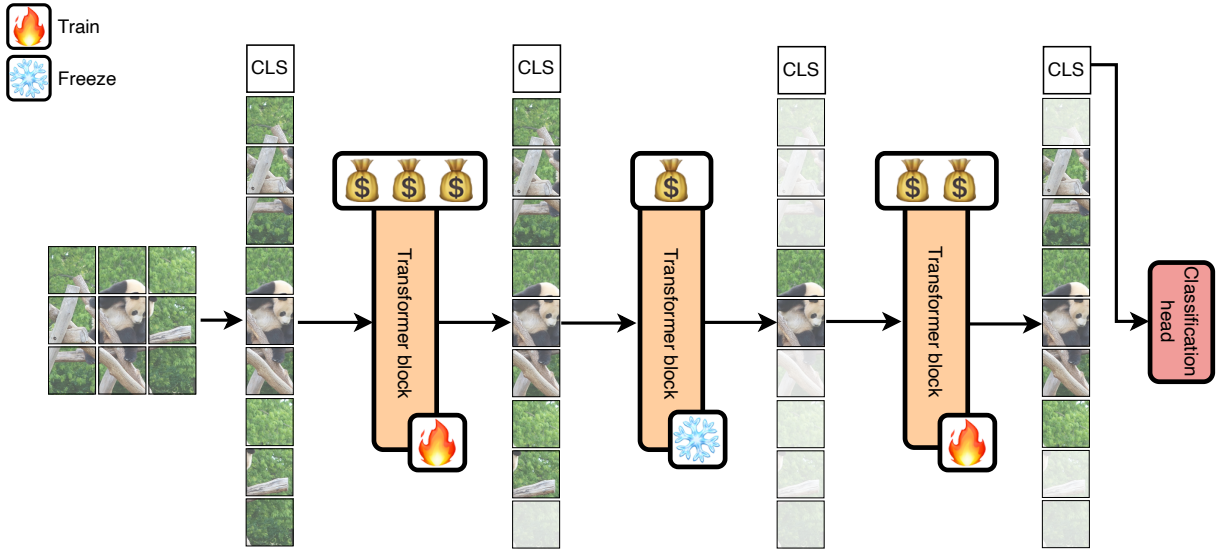 Train
Freeze
CLS
CLS
CLS
CLS
$ $ $
$
$ $
Transformer block
Transformer block
Transformer block
Classification
head